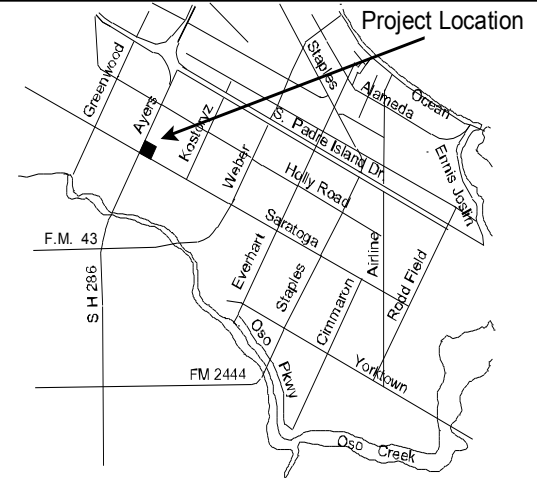 Project Location
Staples
Greenwood
Ayers
Kostoryz
Alameda
Ocean
S. Padre Island Dr.
Ennis Joslin
Weber
Holly Road
Saratoga
F.M. 43
Everhart
Staples
Airline
Rodd Field
S H 286
Cimmaron
Oso
Pkwy
Yorktown
FM 2444
Oso Creek